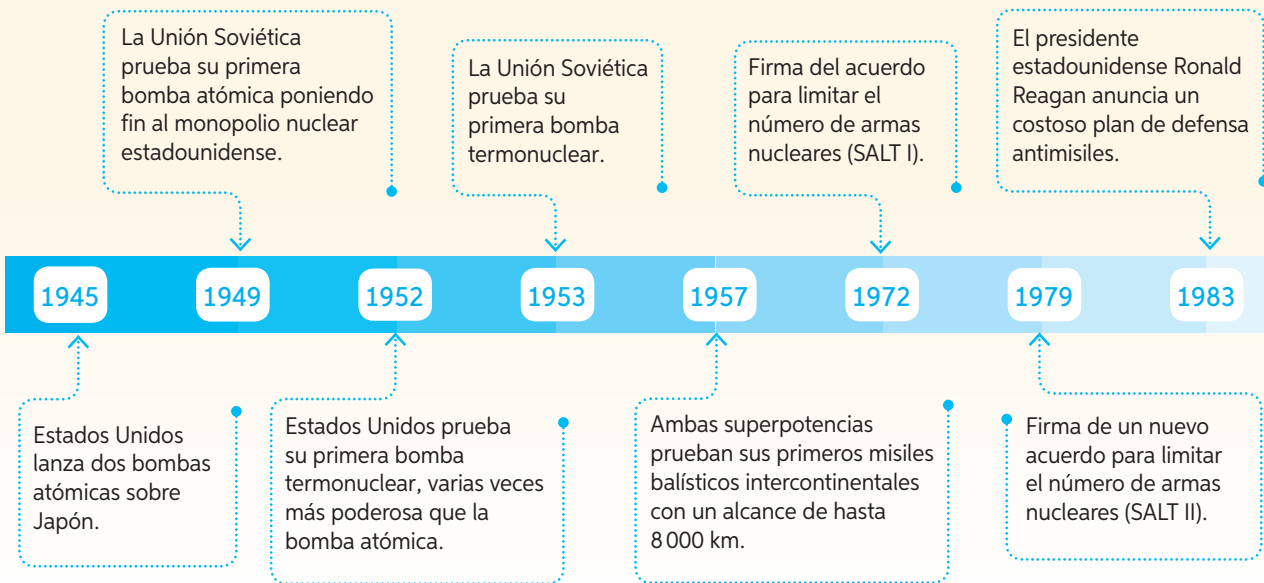 La Unión Soviética
prueba su primera
bomba atómica poniendo
fin al monopolio nuclear
estadounidense.
La Unión Soviética
prueba su
primera bomba
termonuclear.
Firma del acuerdo
para limitar el
número de armas
nucleares (SALT I).
El presidente
estadounidense Ronald
Reagan anuncia un
costoso plan de defensa
antimisiles.
1945
1949
1952
1953
1957
1972
1979
1983
Estados Unidos
lanza dos bombas
atómicas sobre
Japón.
Estados Unidos prueba
su primera bomba
termonuclear, varias veces
más poderosa que la
bomba atómica.
Ambas superpotencias
prueban sus primeros misiles
balísticos intercontinentales
con un alcance de hasta
8 000 km.
Firma de un nuevo
acuerdo para limitar
el número de armas
nucleares (SALT II).